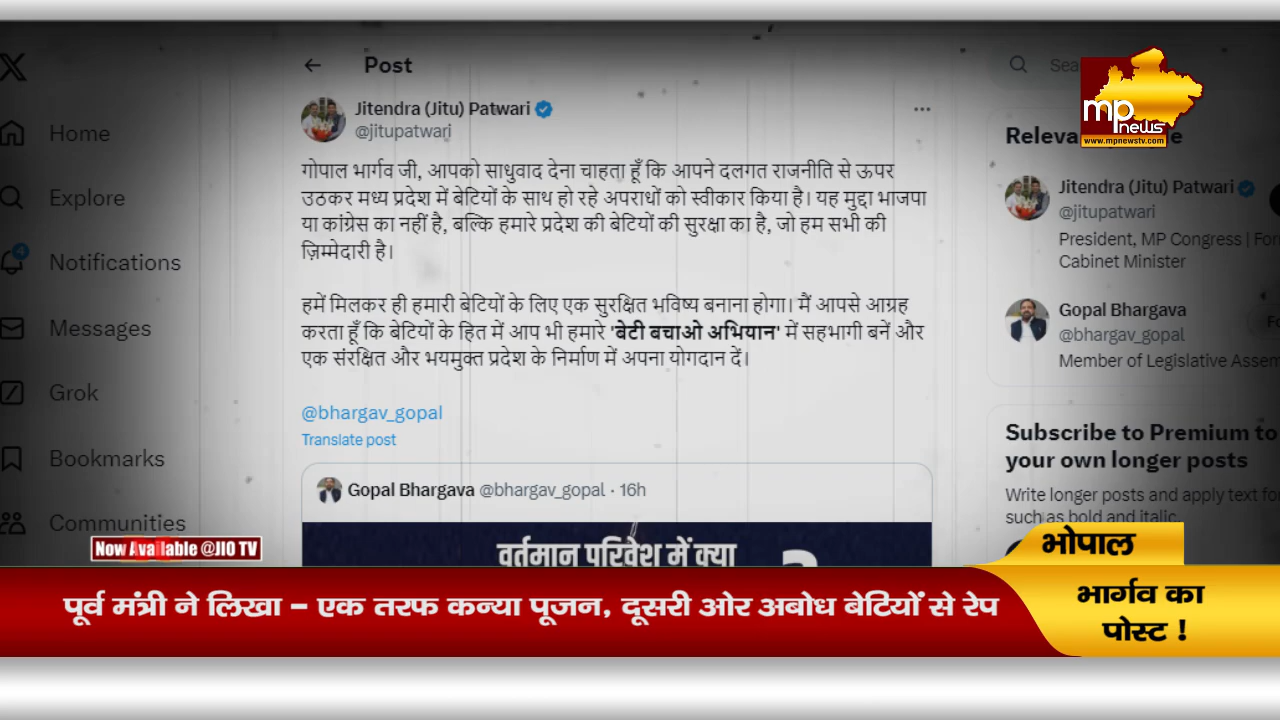 Post
Home
Explore
Notifications
4
Messages
Grok
Bookmarks
Communities
Jitendra (Jitu) Patwari
@jitupatwari
गोपाल भार्गव जी, आपको साधुवाद देना चाहता हूँ कि आपने दलगत राजनीति से ऊपर
उठकर मध्य प्रदेश में बेटियों के साथ हो रहे अपराधों को स्वीकार किया है। यह मुद्दा भाजपा
या कांग्रेस का नहीं है, बल्कि हमारे प्रदेश की बेटियों की सुरक्षा का है, जो हम सभी की
ज़िम्मेदारी है।
हमें मिलकर ही हमारी बेटियों के लिए एक सुरक्षित भविष्य बनाना होगा। मैं आपसे आग्रह
करता हूँ कि बेटियों के हित में आप भी हमारे 'बेटी बचाओ अभियान' में सहभागी बनें और
एक संरक्षित और भयमुक्त प्रदेश के निर्माण में अपना योगदान दें।
@bhargav_gopal
Translate post
Gopal Bhargava @bhargav_gopal · 16h
वर्तमान परिवेश में क्या
?
mp
news
www.mpnewstv.com
Jitendra (Jitu) Patwari
@jitupatwari
President, MP Congress |
Cabinet Minister
Gopal Bhargava
@bhargav_gopal
Member of Legislative
Subscribe to Premium to
your own longer posts
Write longer posts and apply text
such as bold and italic.
Now Available @JIO TV
भोपाल
पूर्व मंत्री ने लिखा – एक तरफ कन्या पूजन, दूसरी ओर अबोध बेटियों से रेप
भार्गव का
पोस्ट !